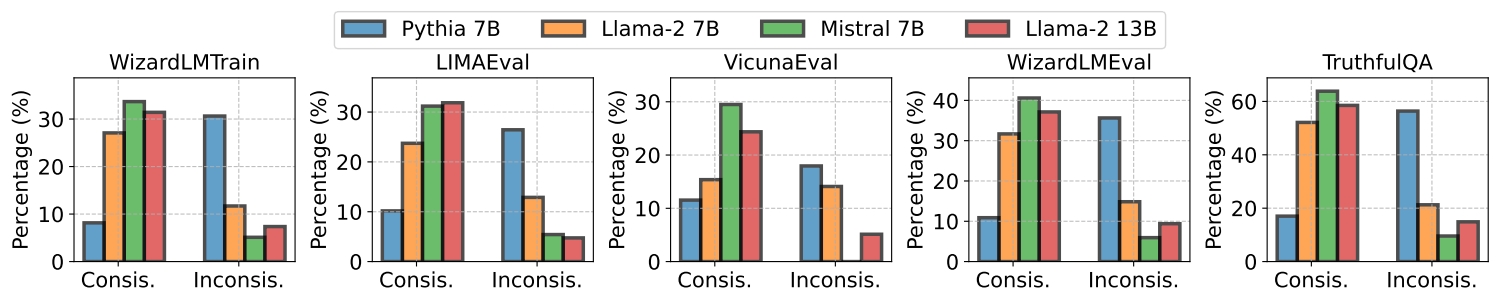 Pythia 7B Llama-2 7B Mistral 7B Llama-2 13B
WizardLMTrain
Percentage (%)
30
20
10
0
Consis. Inconsis.
LIMAEval
Percentage (%)
30
20
10
0
Consis. Inconsis.
VicunaEval
Percentage (%)
30
20
10
0
Consis. Inconsis.
WizardLMEval
Percentage (%)
40
30
20
10
0
Consis. Inconsis.
TruthfulQA
Percentage (%)
60
40
20
0
Consis. Inconsis.